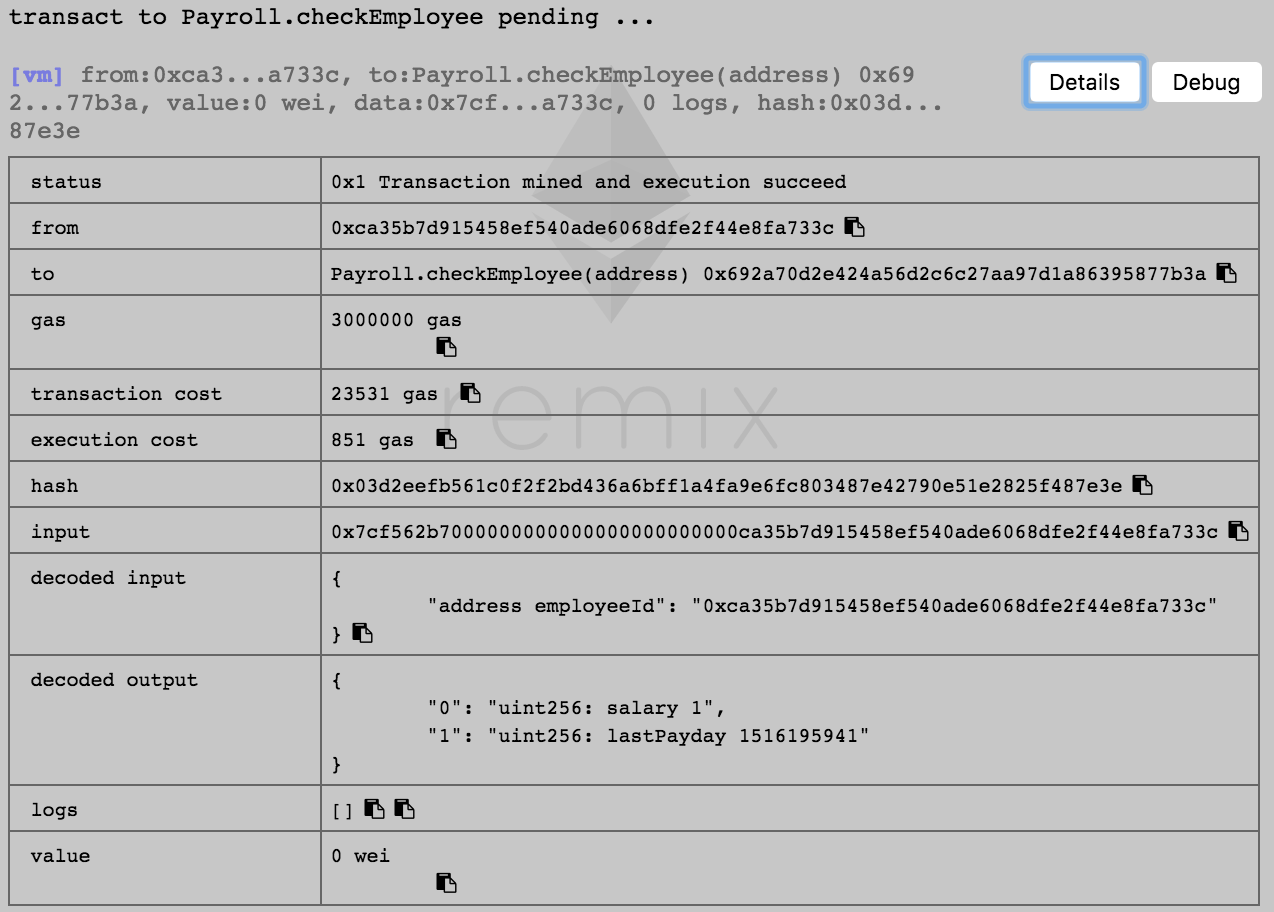 transact to Payroll.checkEmployee pending ...
[vm] from:0xca3...a733c, to:Payroll.checkEmployee(address) 0x69
2...77b3a, value:0 wei, data:0x7cf...a733c, 0 logs, hash:0x03d...
87e3e
Details
Debug
status
0x1 Transaction mined and execution succeed
from
0xca35b7d915458ef540ade6068dfe2f44e8fa733c
to
Payroll.checkEmployee(address) 0x692a70d2e424a56d2c6c27aa97d1a86395877b3a
gas
3000000 gas
transaction cost
23531 gas
execution cost
851 gas
remix
hash
0x03d2eefb561c0f2f2bd436a6bff1a4fa9e6fc803487e42790e51e2825f487e3e
input
0x7cf562b7000000000000000000000000ca35b7d915458ef540ade6068dfe2f44e8fa733c
decoded input
{
"address employeeId": "0xca35b7d915458ef540ade6068dfe2f44e8fa733c"
}
decoded output
{
"0": "uint256: salary 1",
"1": "uint256: lastPayday 1516195941"
}
logs
[]
value
0 wei